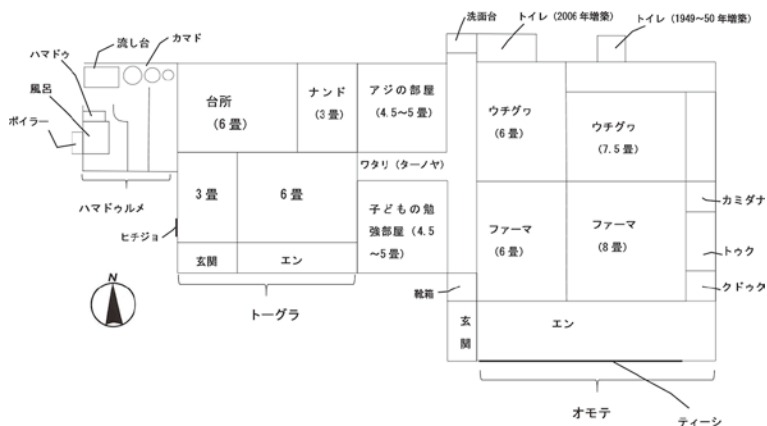 洗面台
トイレ（2006年増築）
トイレ（1949〜50年増築）
流し台
カマド
ハマドゥ
風呂
ボイラー
台所
（6畳）
ナンド
（3畳）
アジの部屋
（4.5〜5畳）
ウチグヮ
（6畳）
ウチグヮ
（7.5畳）
ワタリ（ターノヤ）
3畳
6畳
子どもの勉
強部屋（4.5
〜5畳）
ファーマ
（6畳）
ファーマ
（8畳）
カミダナ
トゥク
クドゥク
ハマドゥルメ
ヒチジョ
玄関
エン
靴箱
玄
関
エン
N
トーグラ
オモテ
ティーシ